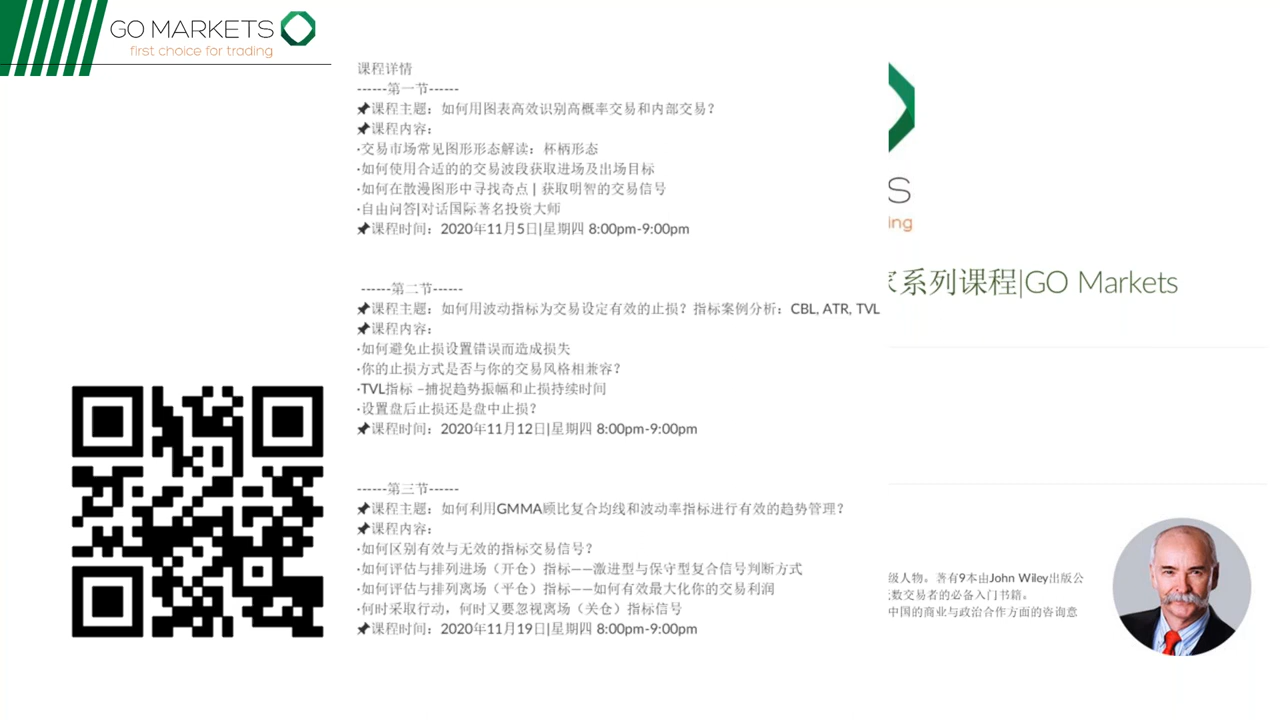 GO MARKETS
first choice for trading
课程详情
------第一节------
📌课程主题：如何用图表高效识别高概率交易和内部交易？
📌课程内容：
·交易市场常见图形形态解读：杯柄形态
·如何使用合适的的交易波段获取进场及出场目标
·如何在散漫图形中寻找奇点 | 获取明智的交易信号
·自由问答|对话国际著名投资大师
📌课程时间：2020年11月5日|星期四 8:00pm-9:00pm
------第二节------
📌课程主题：如何用波动指标为交易设定有效的止损？指标案例分析：CBL, ATR, TVL
📌课程内容：
·如何避免止损设置错误而造成损失
·你的止损方式是否与你的交易风格相兼容？
·TVL指标 –捕捉趋势振幅和止损持续时间
·设置盘后止损还是盘中止损？
📌课程时间：2020年11月12日|星期四 8:00pm-9:00pm
------第三节------
📌课程主题：如何利用GMMA顾比复合均线和波动率指标进行有效的趋势管理？
📌课程内容：
·如何区别有效与无效的指标交易信号？
·如何评估与排列进场（开仓）指标——激进型与保守型复合信号判断方式
·如何评估与排列离场（平仓）指标——如何有效最大化你的交易利润
·何时采取行动，何时又要忽视离场（关仓）指标信号
📌课程时间：2020年11月19日|星期四 8:00pm-9:00pm
S
ing
家系列课程|GO Markets
级人物。著有9本由John Wiley出版公
数交易者的必备入门书籍。
中国的商业与政治合作方面的咨询意